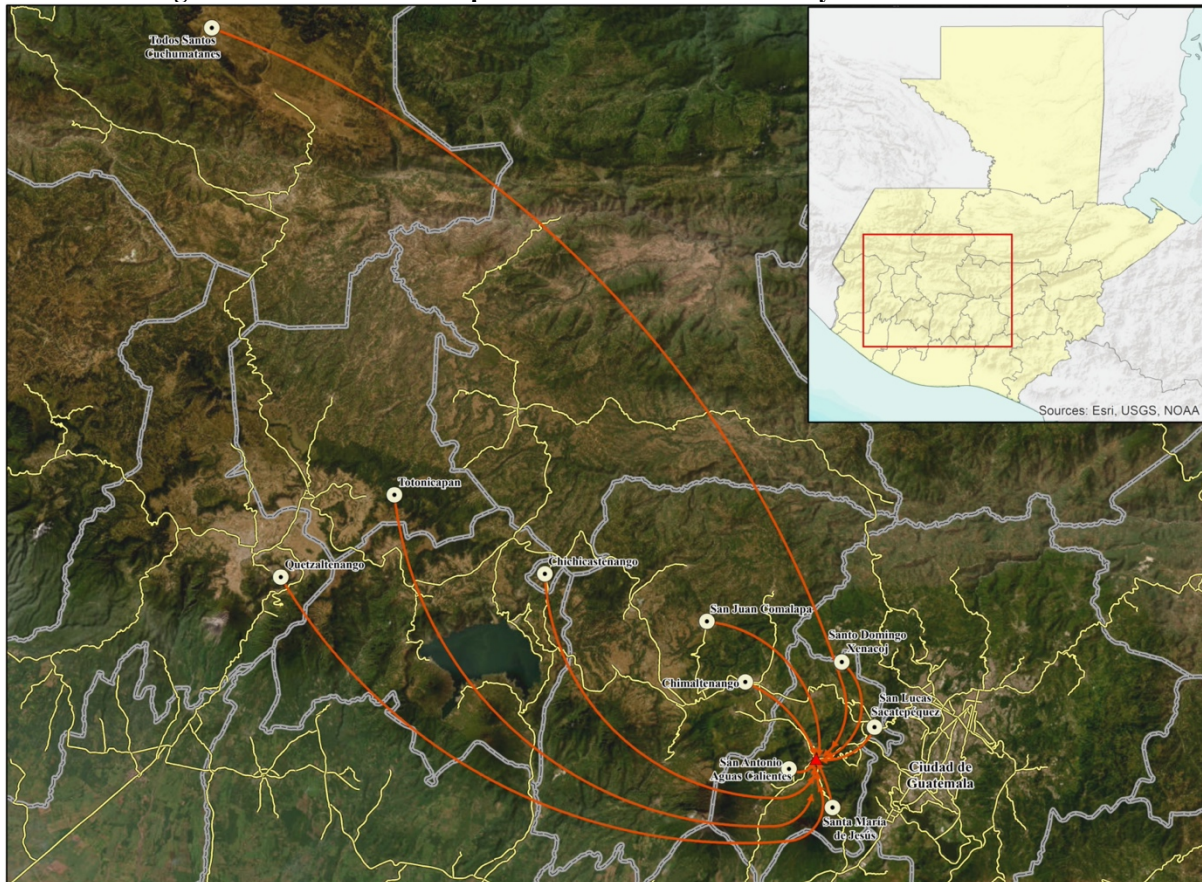 Todos Santos
Cuchumatanes
Sources: Esri, USGS, NOAA
Totonicapan
Quetzaltenango
Chichicastenango
San Juan Comalapa
Santo Domingo
Xenacoj
Chimaltenango
San Lucas
Sacatepéquez
San Antonio
Aguas Calientes
Ciudad de
Guatemala
Santa María
de Jesús